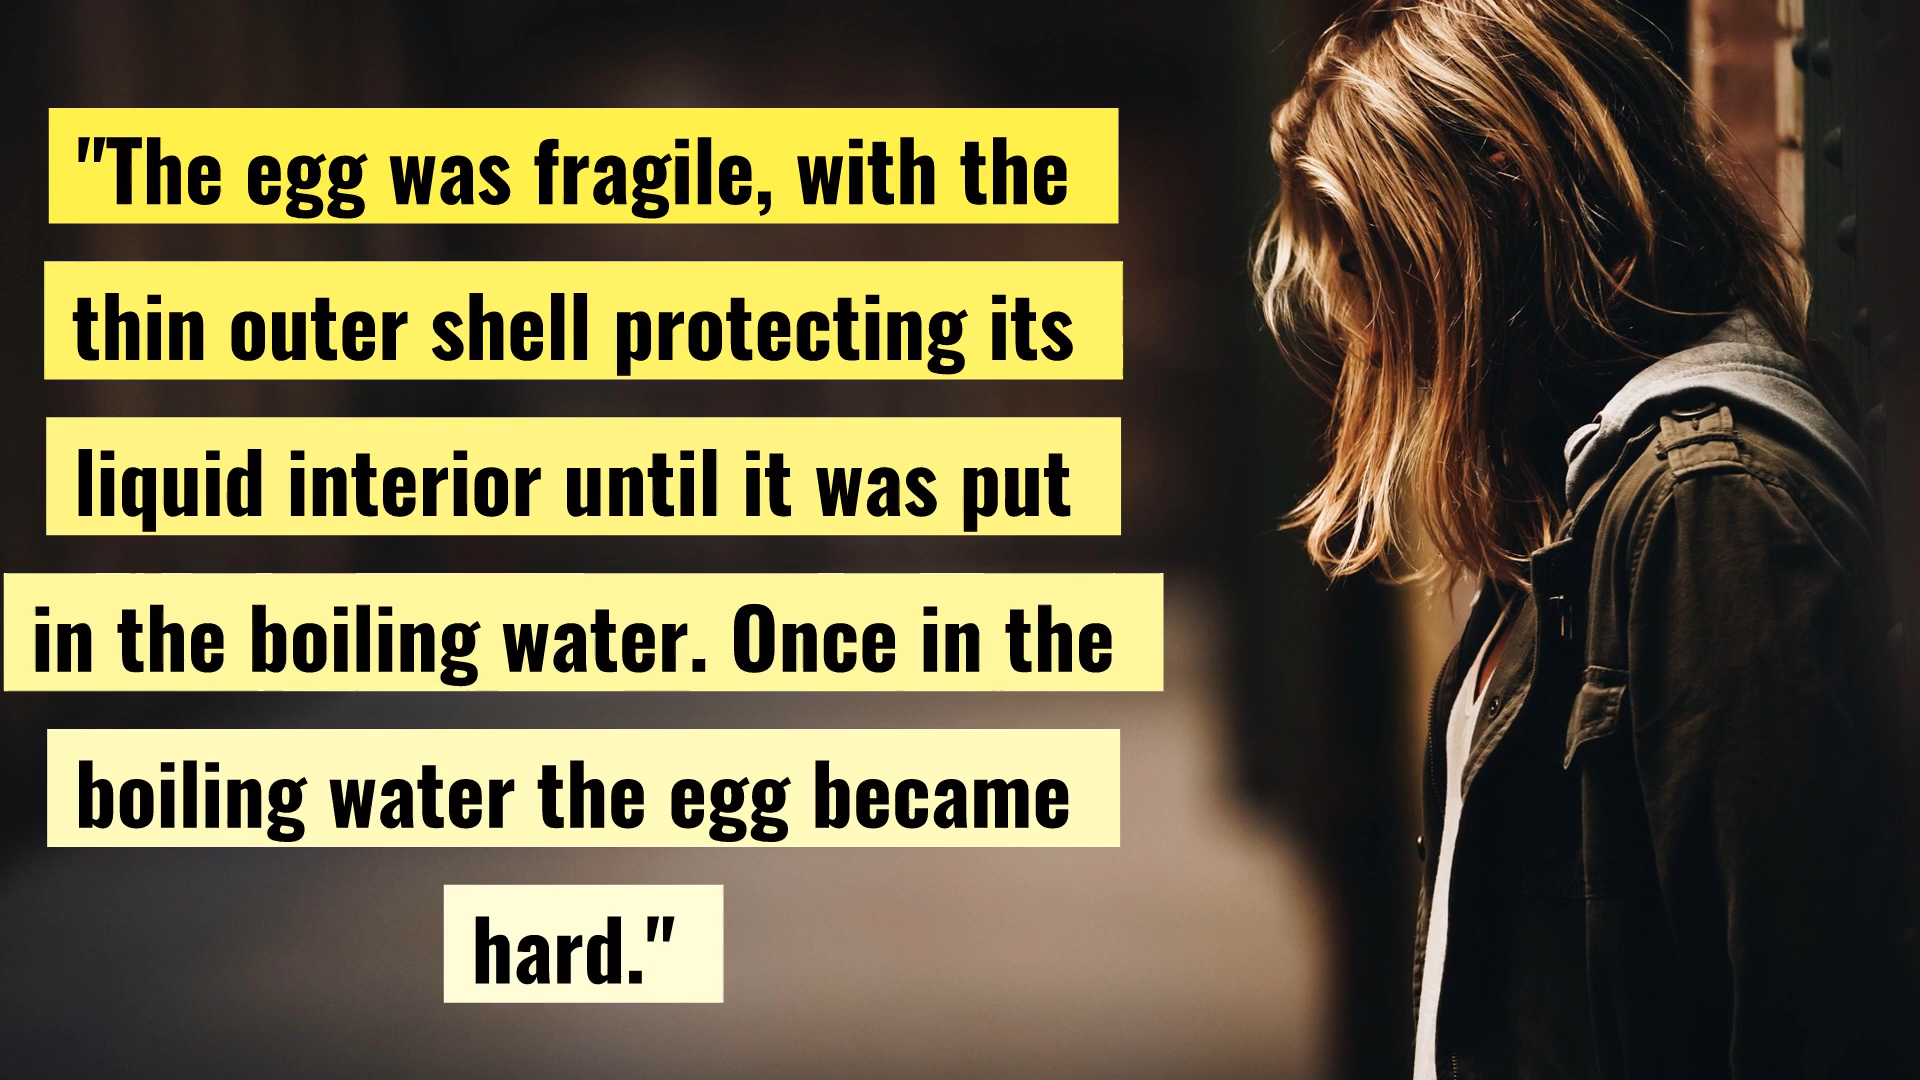 "The egg was fragile, with the
thin outer shell protecting its
liquid interior until it was put
in the boiling water. Once in the
boiling water the egg became
hard."